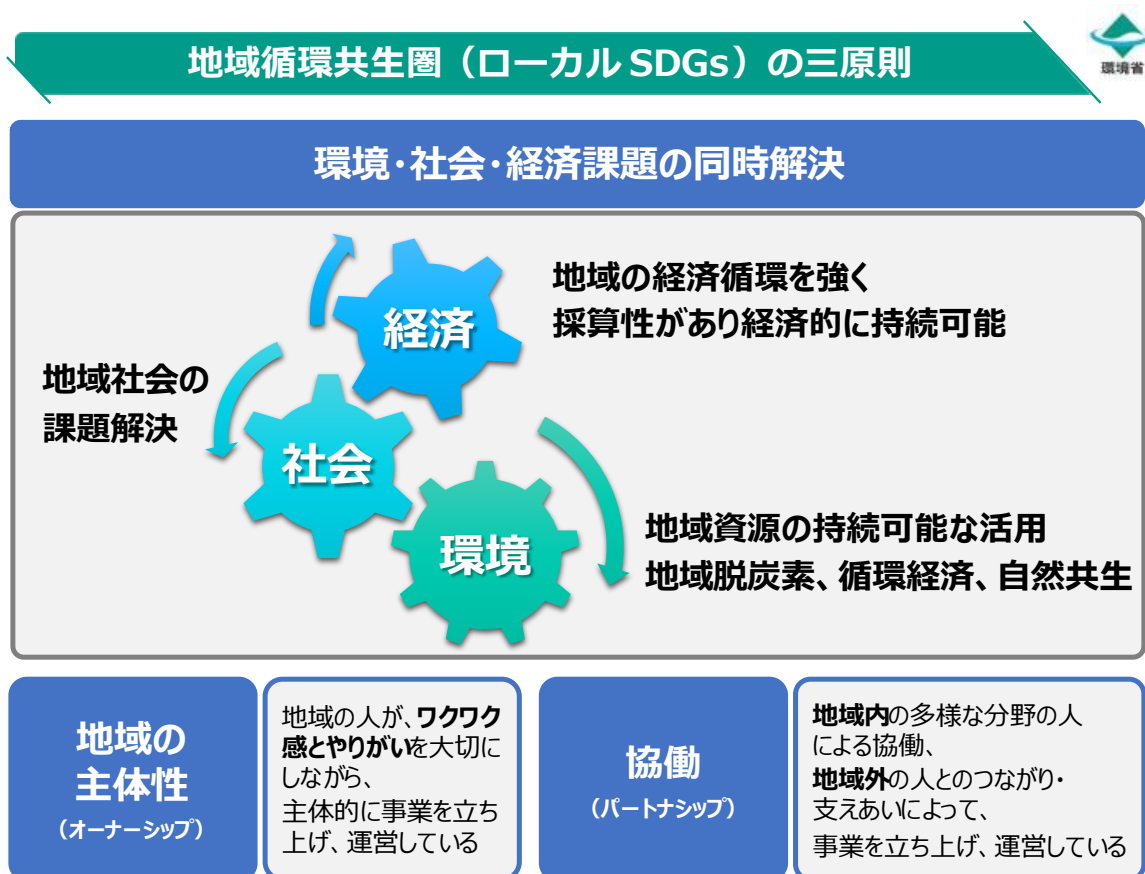 地域循環共生圏（ローカルSDGs）の三原則
環境省
環境・社会・経済課題の同時解決
経済
地域の経済循環を強く
採算性があり経済的に持続可能
地域社会の
課題解決
社会
環境
地域資源の持続可能な活用
地域脱炭素、循環経済、自然共生
地域の
主体性
（オーナーシップ）
地域の人が、ワクワク
感とやりがいを大切に
しながら、
主体的に事業を立ち
上げ、運営している
協働
（パートナシップ）
地域内の多様な分野の人
による協働、
地域外の人とのつながり・
支えあいによって、
事業を立ち上げ、運営している